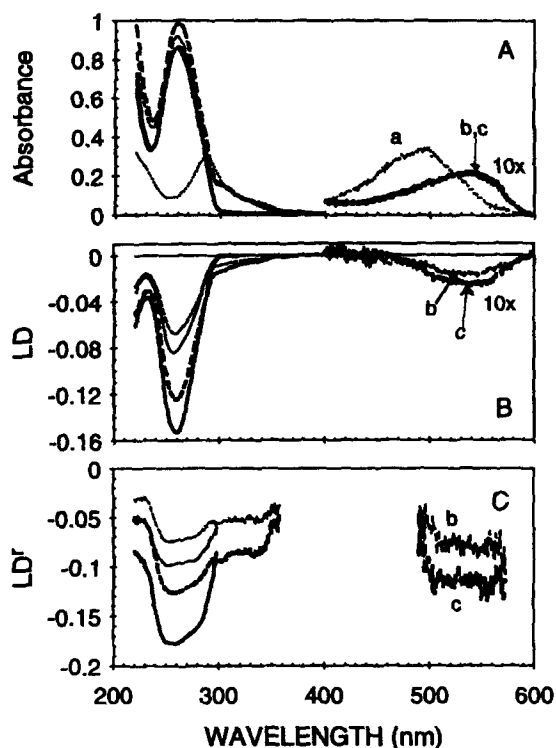 A
1
0.8
0.6
0.4
0.2
0
Absorbance
a
b,c
10x
B
0
-0.04
-0.08
-0.12
-0.16
LD
b
c
10x
C
0
-0.05
-0.1
-0.15
-0.2
LDʳ
b
c
200 300 400 500 600
WAVELENGTH (nm)